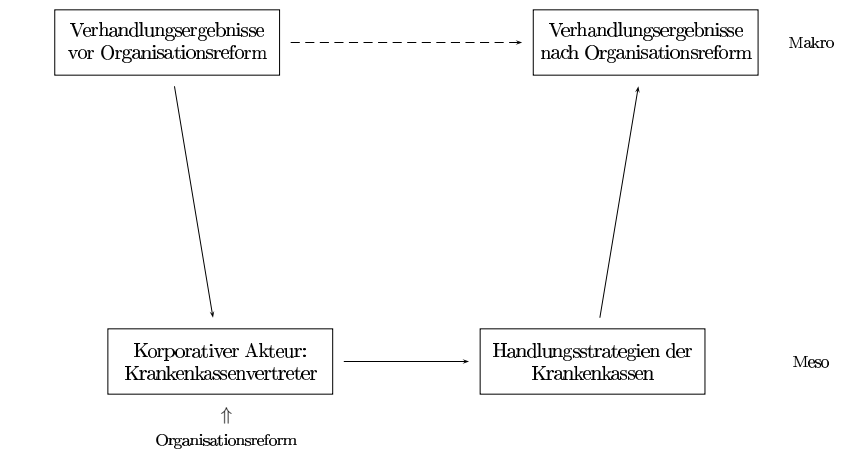 Verhandlungsergebnisse
vor Organisationsreform
Verhandlungsergebnisse
nach Organisationsreform
Makro
Korporativer Akteur:
Krankenkassenvertreter
Handlungsstrategien der
Krankenkassen
Meso
⇑
Organisationsreform